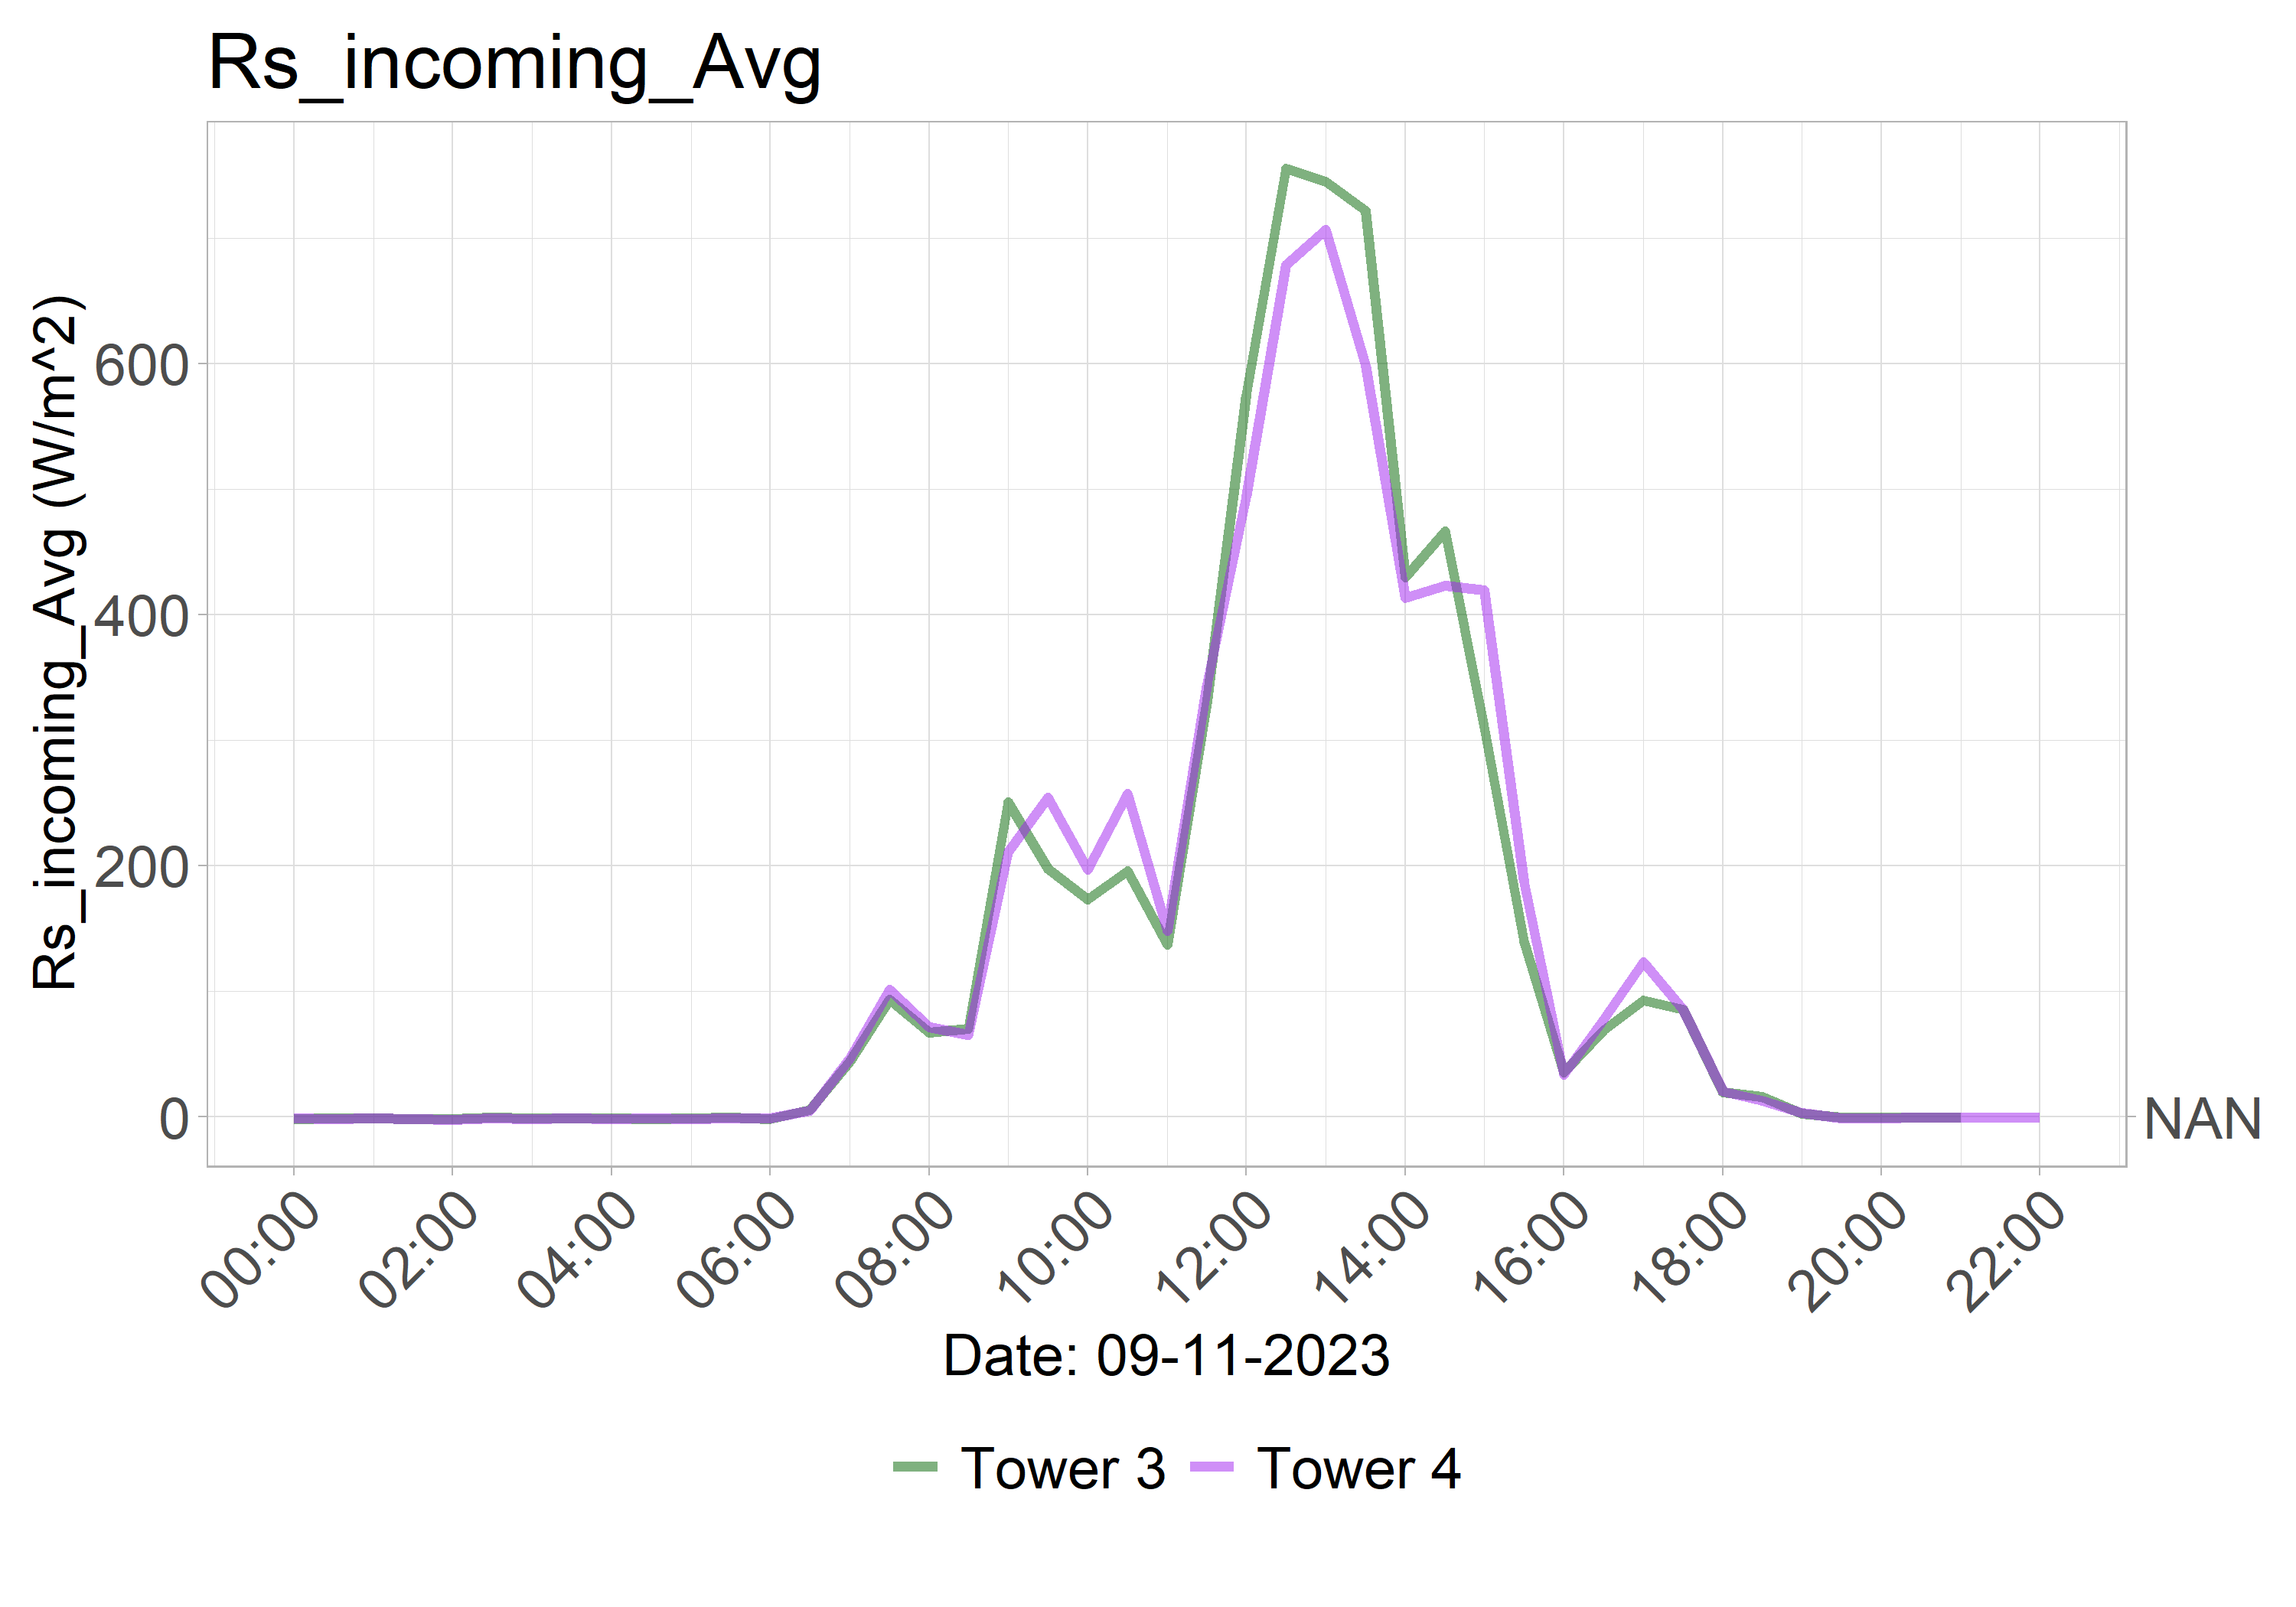 Rs_incoming_Avg
Rs_incoming_Avg (W/m^2)
600
400
200
0
NAN
00:00 02:00 04:00 06:00 08:00 10:00 12:00 14:00 16:00 18:00 20:00 22:00
Date: 09-11-2023
Tower 3 Tower 4